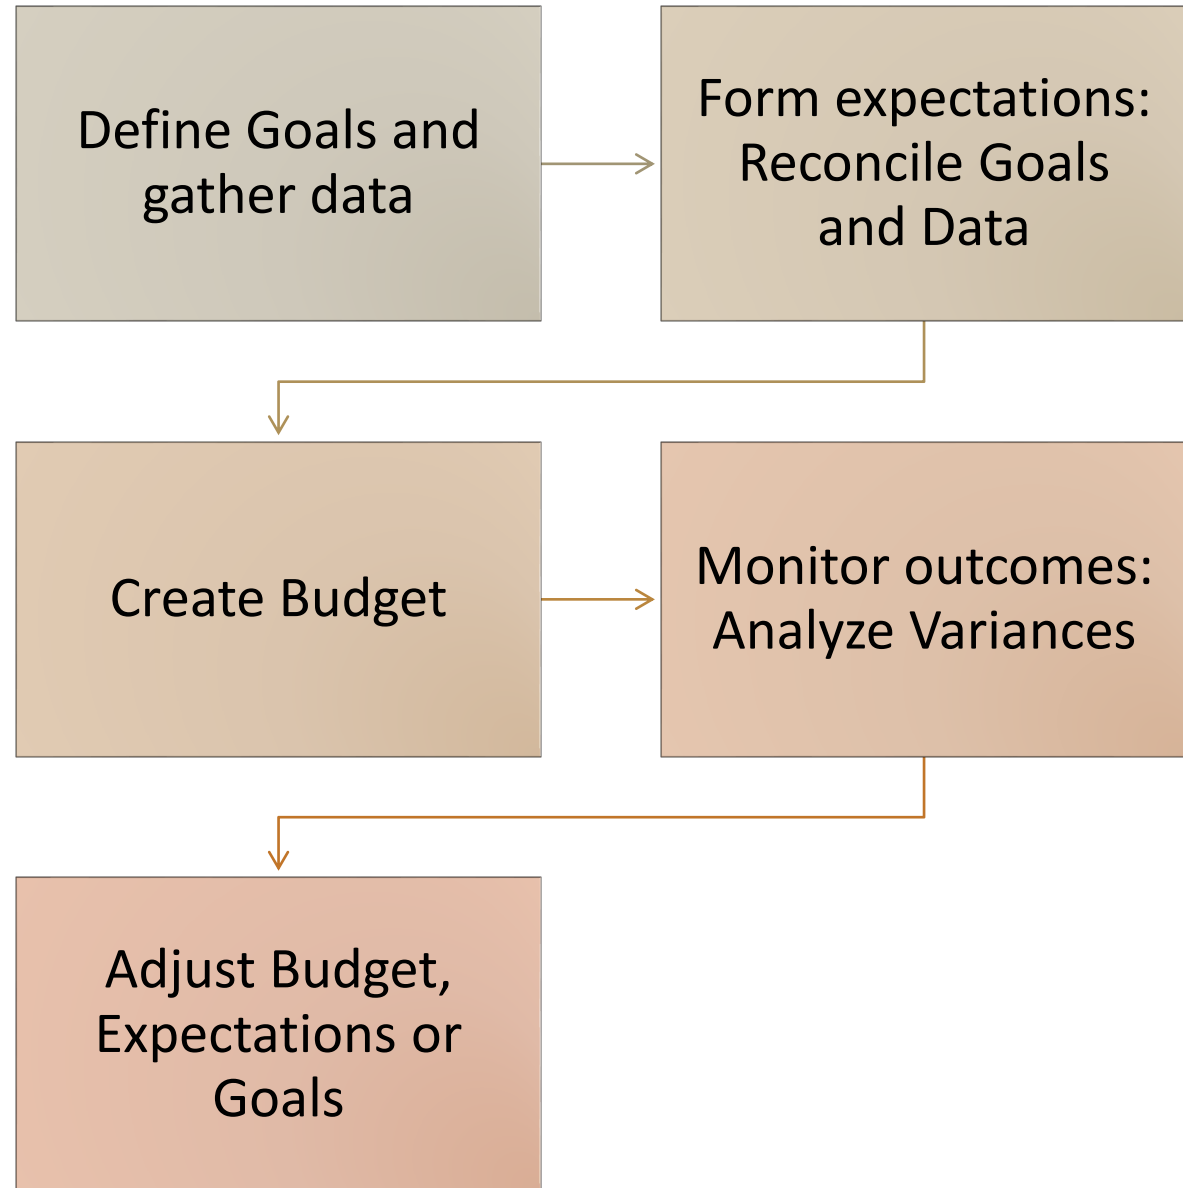 Define Goals and
gather data
Form expectations:
Reconcile Goals
and Data
Create Budget
Monitor outcomes:
Analyze Variances
Adjust Budget,
Expectations or
Goals